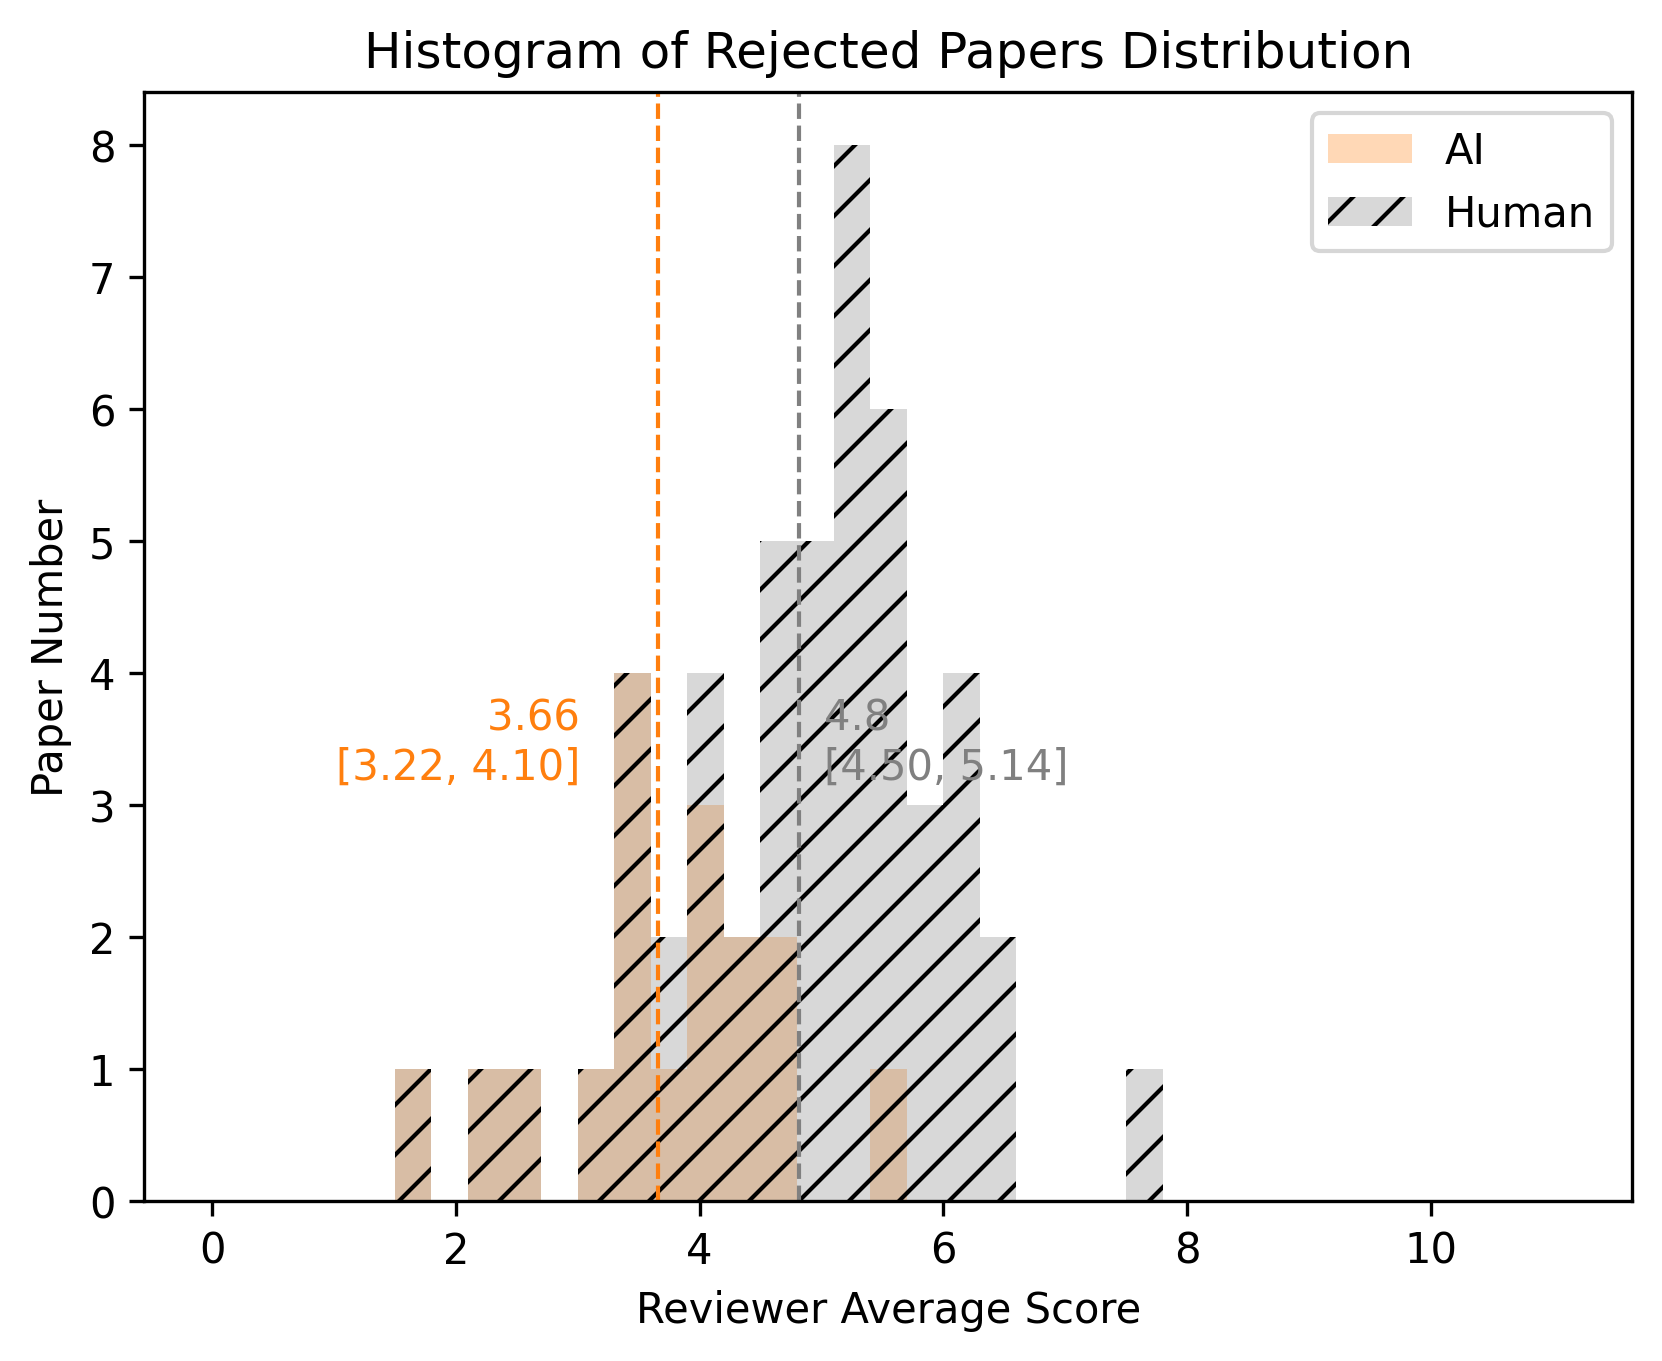 Histogram of Rejected Papers Distribution
AI
Human
8
7
6
5
4
3
2
1
0
Paper Number
3.66
[3.22, 4.10]
4.8
[4.50, 5.14]
0 2 4 6 8 10
Reviewer Average Score